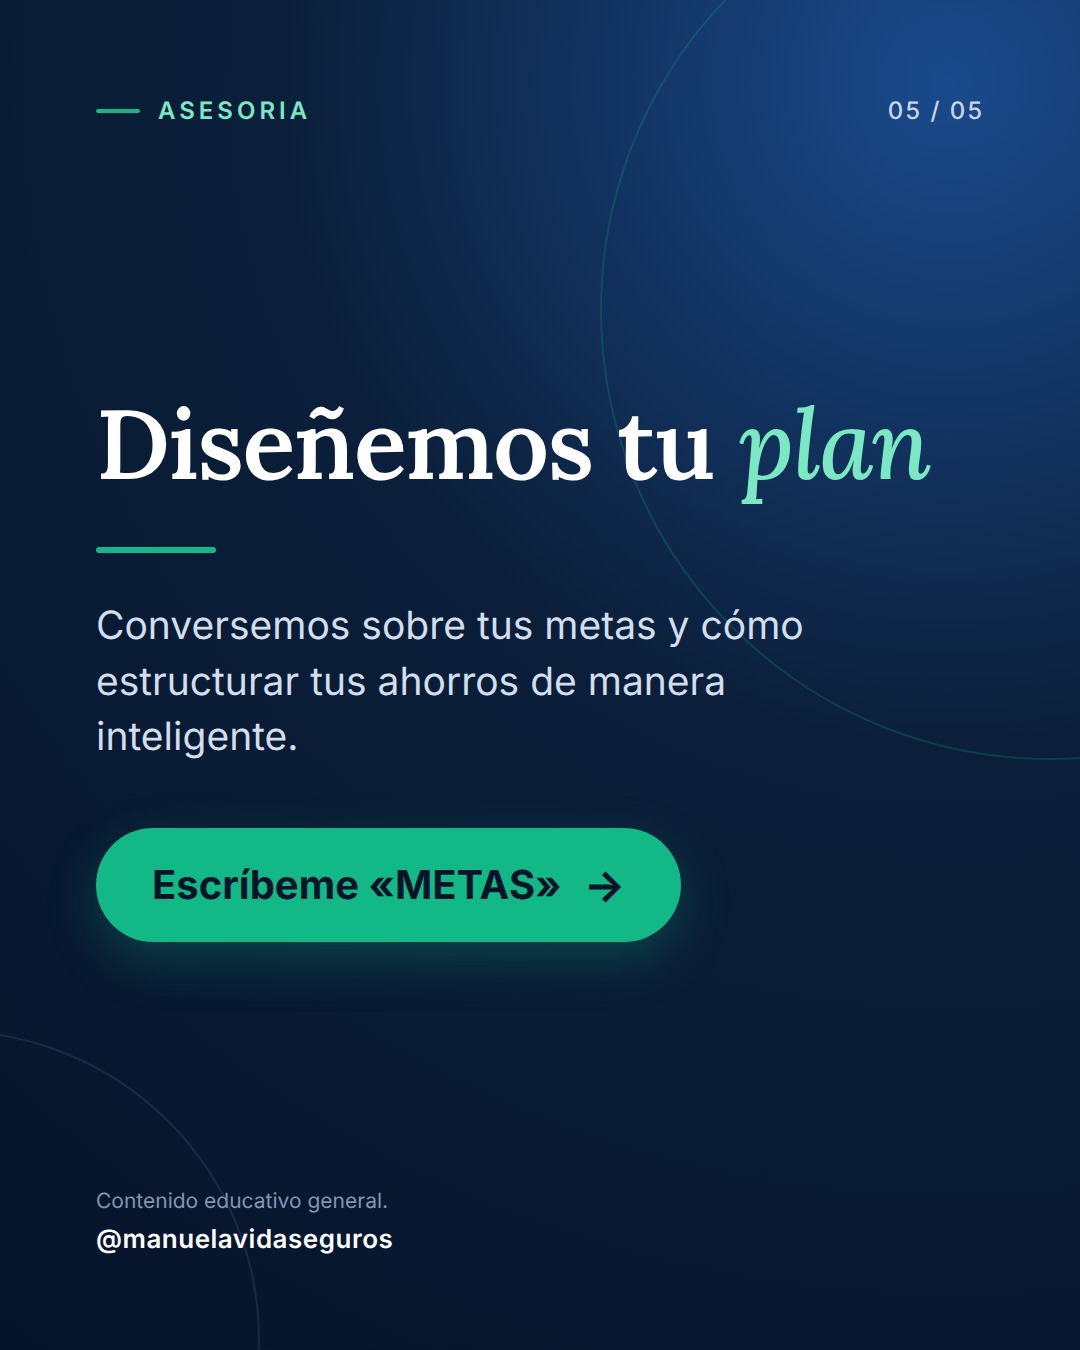 ASESORIA
05 / 05
Diseñemos tu plan
Conversemos sobre tus metas y cómo
estructurar tus ahorros de manera
inteligente.
Escríbeme «METAS» →
Contenido educativo general.
@manuelavidaseguros